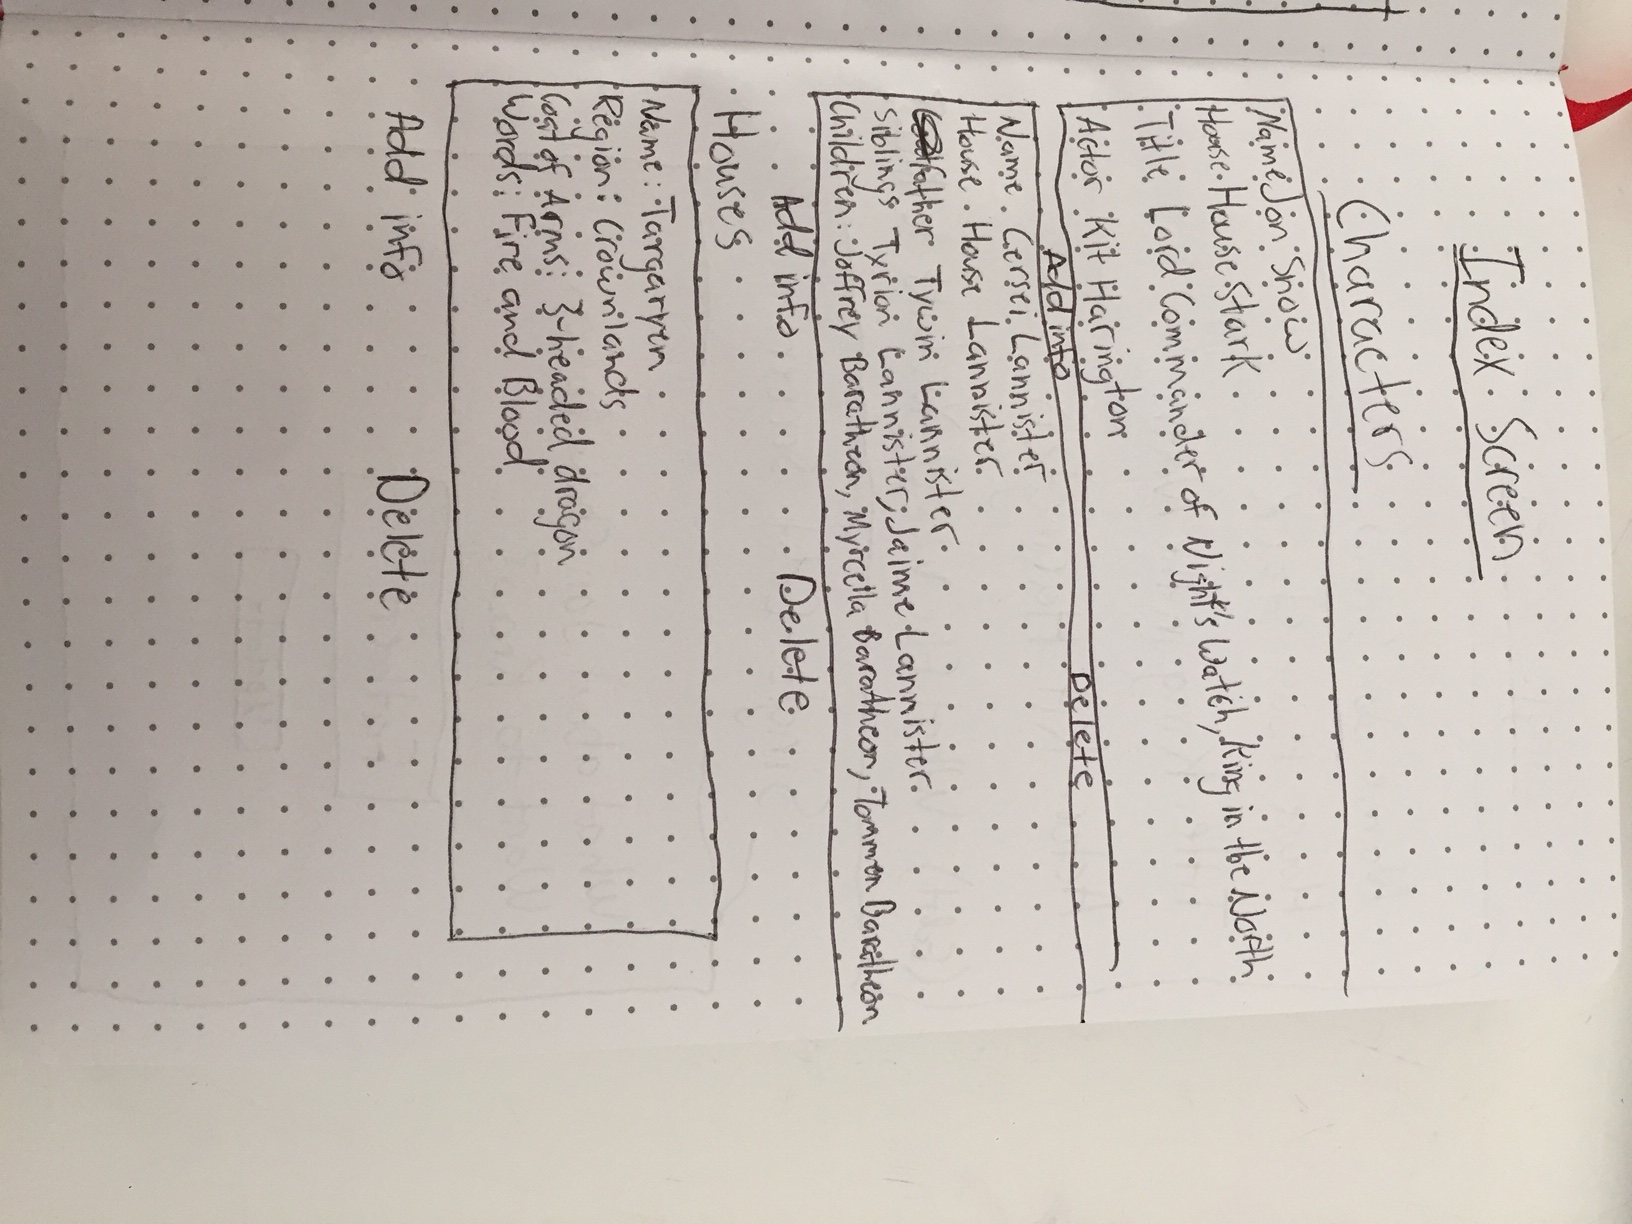 Index Screen
Characters
Name Jon Snow
House House Stark
Title Lord Commander of Night's Watch, King in the North
Actor Kit Harington
Add info Delete
Name. Cersei Lannister
House. House Lannister
Father Tywin Lannister
Siblings Tyrion Lannister, Jaime Lannister
Children: Joffrey Baratheon, Myrcella Baratheon, Tommen Baratheon
Add info Delete
Houses
Name: Targaryen
Region: Crownlands
Coat of Arms: 3-headed dragon
Words: Fire and Blood
Add info Delete